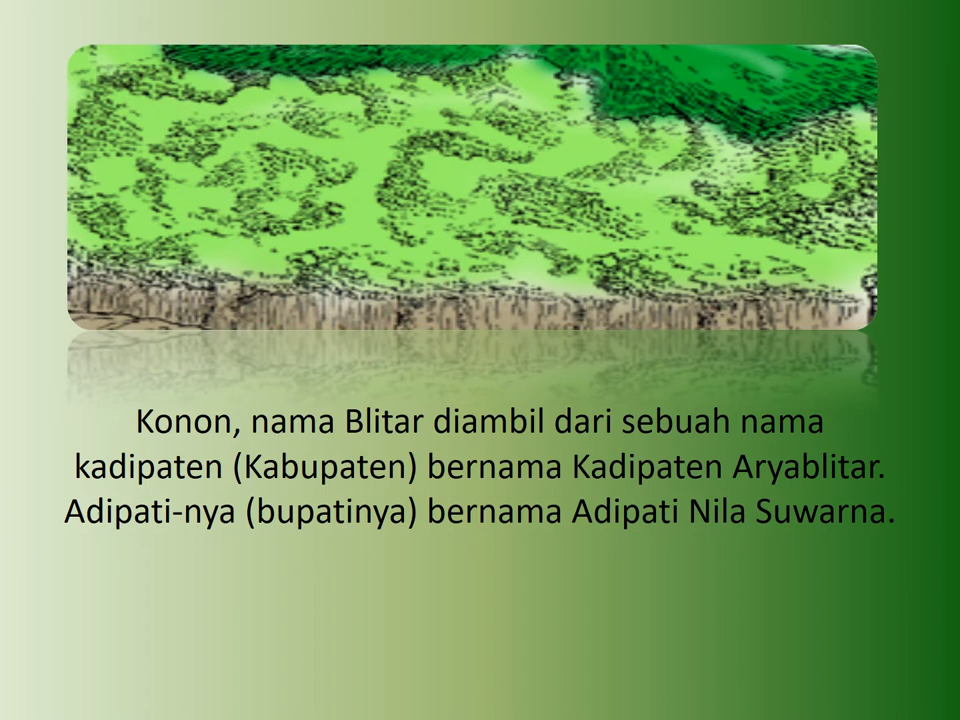 Konon, nama Blitar diambil dari sebuah nama
kadipaten (Kabupaten) bernama Kadipaten Aryablitar.
Adipati-nya (bupatinya) bernama Adipati Nila Suwarna.